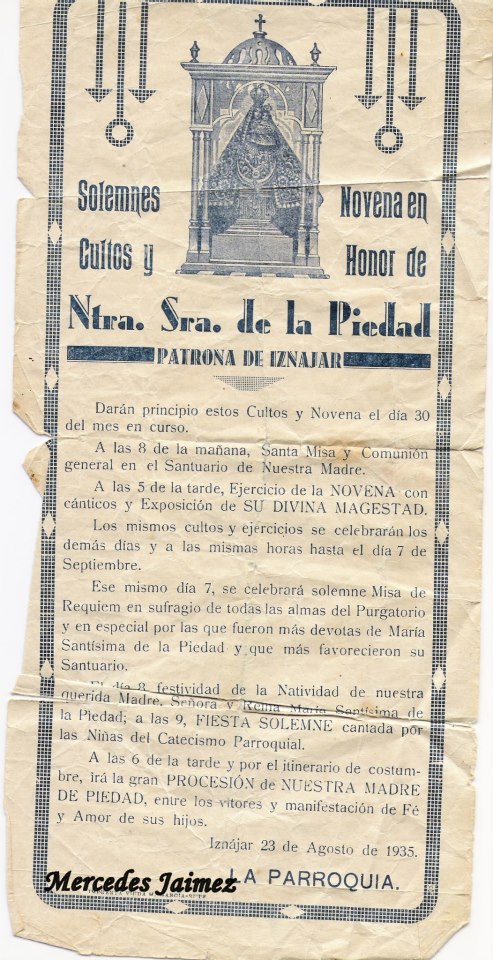 Solemnes
Cultos y
Novena en
Honor de
Ntra. Sra. de la Piedad
PATRONA DE IZNAJAR
Darán principio estos Cultos y Novena el día 30
del mes en curso.
A las 8 de la mañana, Santa Misa y Comunión
general en el Santuario de Nuestra Madre.
A las 5 de la tarde, Ejercicio de la NOVENA con
cánticos y Exposición de SU DIVINA MAGESTAD.
Los mismos cultos y ejercicios se celebrarán los
demás días y a las mismas horas hasta el día 7 de
Septiembre.
Ese mismo día 7, se celebrará solemne Misa de
Requiem en sufragio de todas las almas del Purgatorio
y en especial por las que fueron más devotas de María
Santísima de la Piedad y que más favorecieron su
Santuario.
El día 8 festividad de la Natividad de nuestra
querida Madre, Señora y Reina María Santísima de
la Piedad; a las 9, FIESTA SOLEMNE cantada por
las Niñas del Catecismo Parroquial.
A las 6 de la tarde y por el itinerario de costum-
bre, irá la gran PROCESIÓN de NUESTRA MADRE
DE PIEDAD, entre los vitores y manifestación de Fé
y Amor de sus hijos.
Iznájar 23 de Agosto de 1935.
LA PARROQUIA.
Mercedes Jaimez